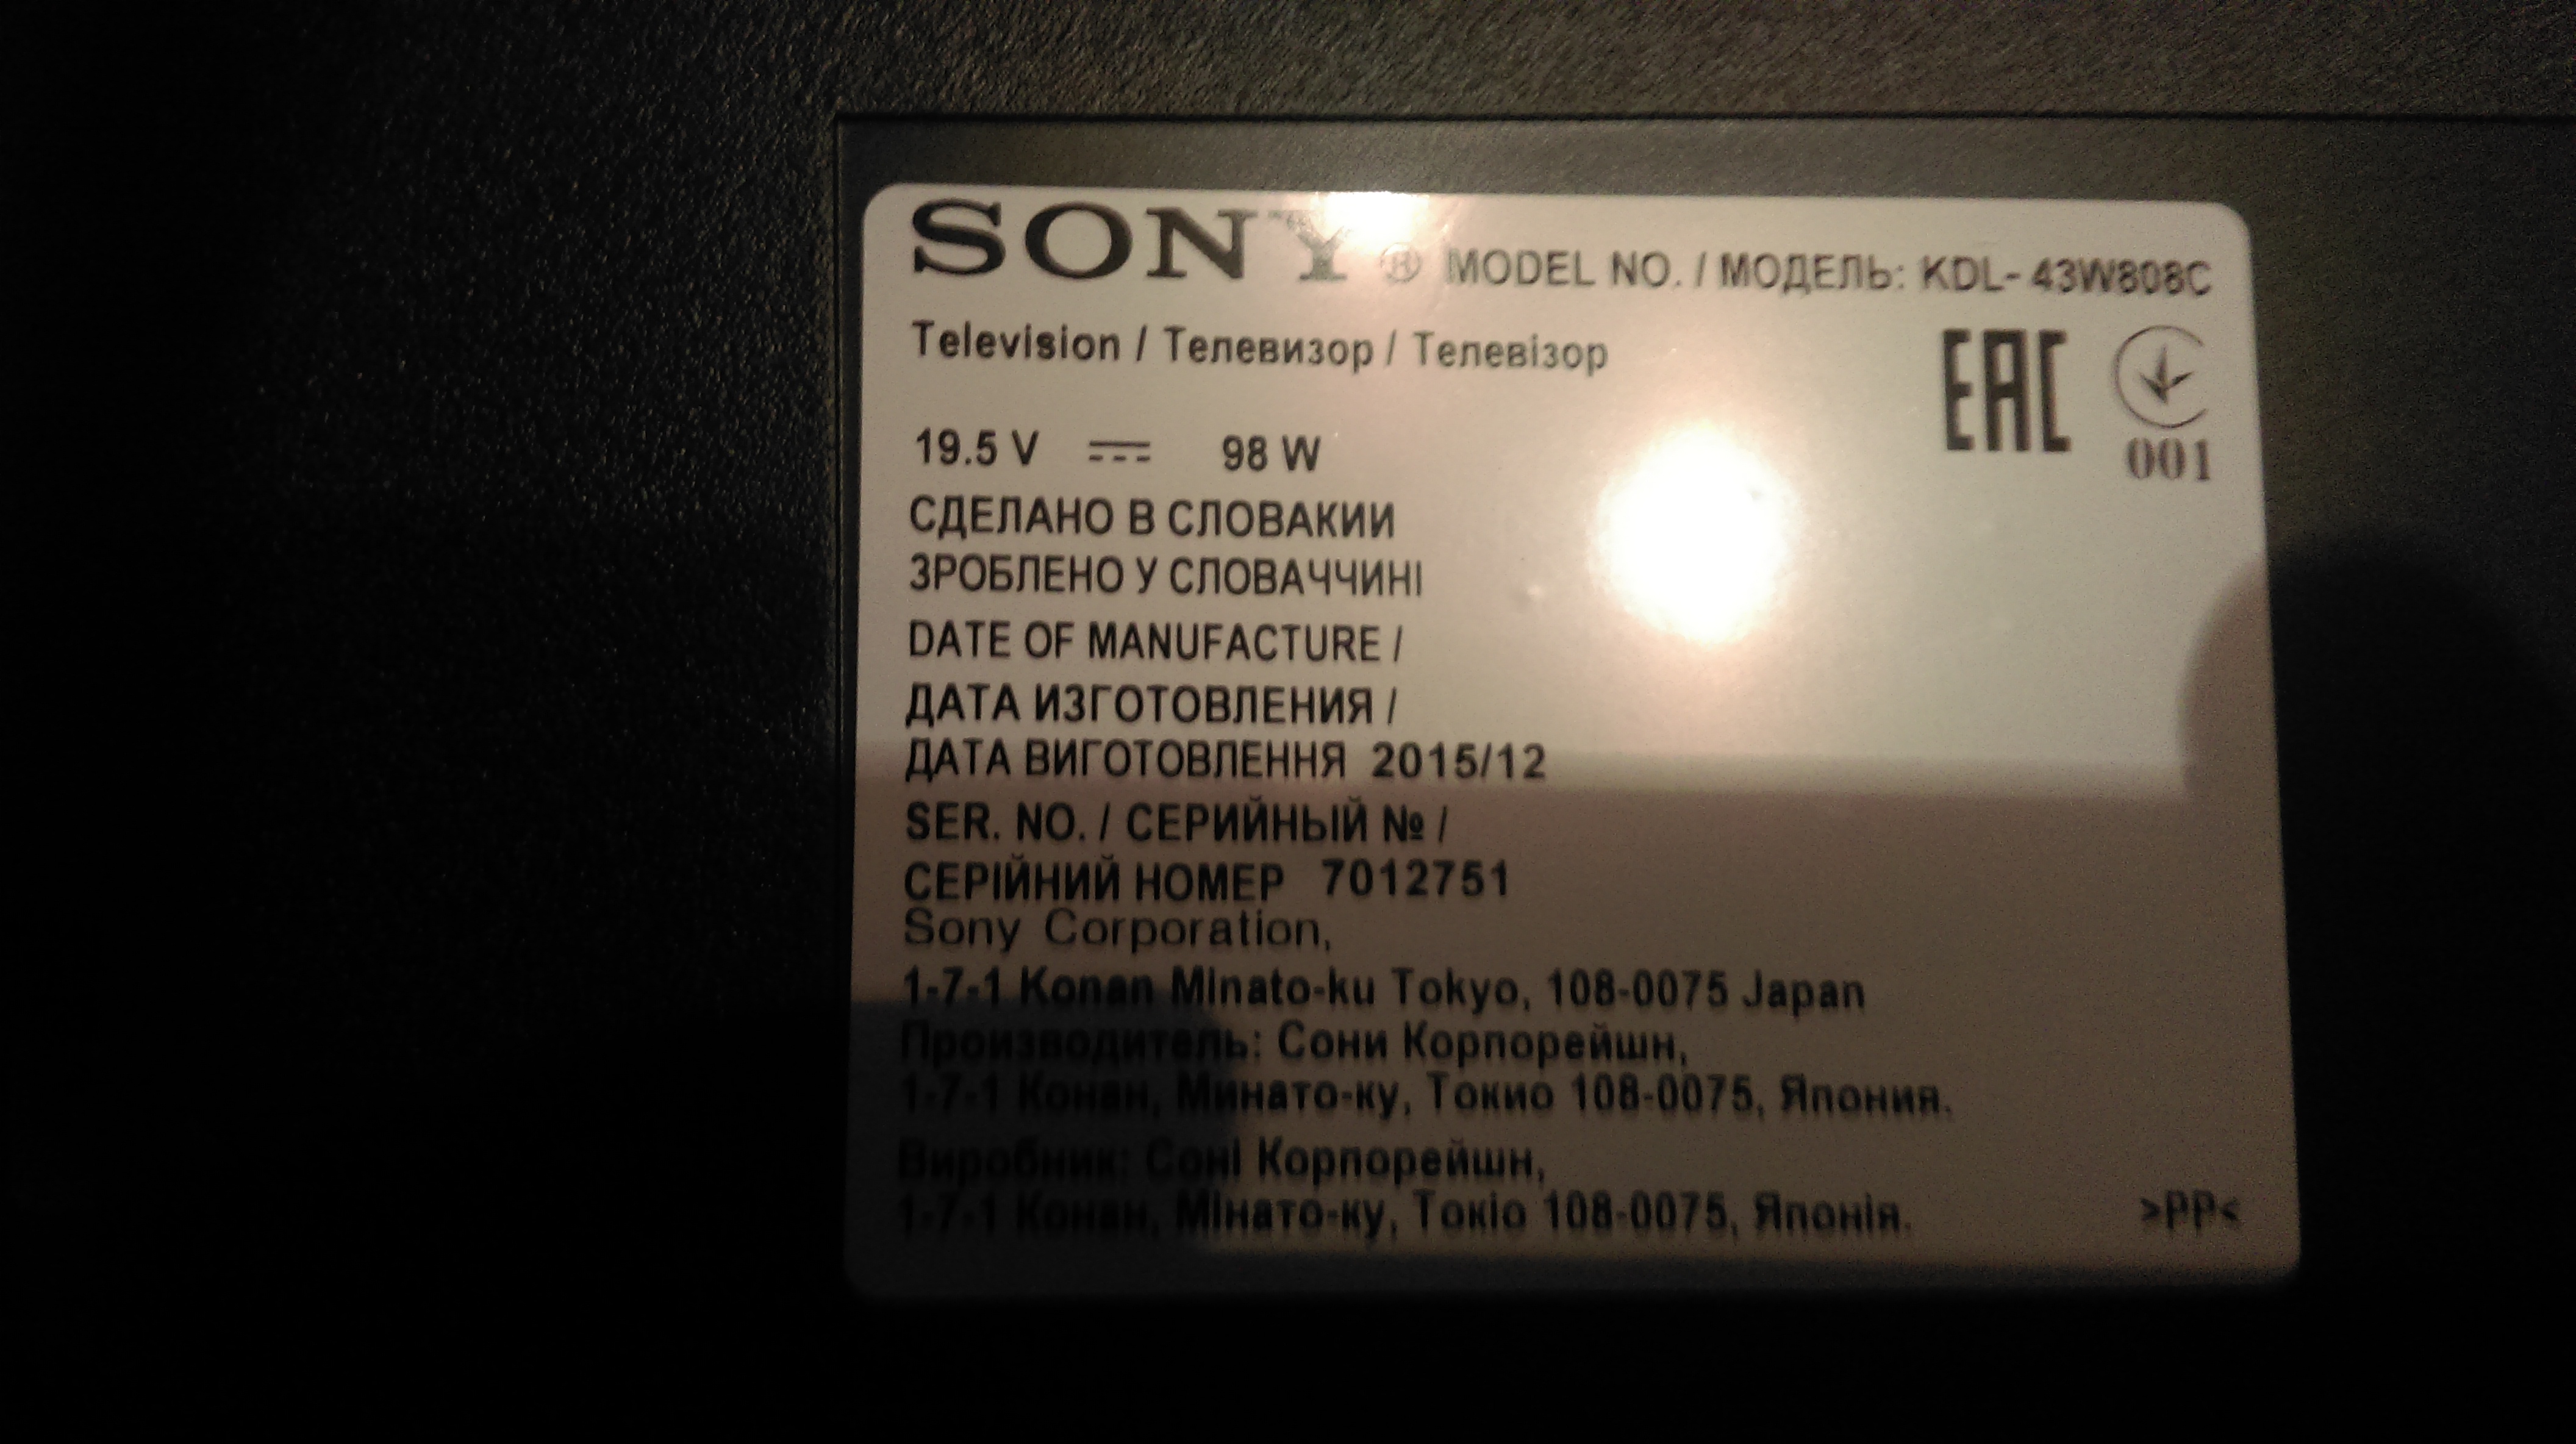 SONY ® MODEL NO. / МОДЕЛЬ: KDL- 43W808C
Television / Телевизор / Телевізор
EAC
001
19.5 V ⎓ 98 W
СДЕЛАНО В СЛОВАКИИ
ЗРОБЛЕНО У СЛОВАЧЧИНІ
DATE OF MANUFACTURE /
ДАТА ИЗГОТОВЛЕНИЯ /
ДАТА ВИГОТОВЛЕННЯ 2015/12
SER. NO. / СЕРИЙНЫЙ № /
СЕРІЙНИЙ НОМЕР 7012751
Sony Corporation,
1-7-1 Konan Minato-ku Tokyo, 108-0075 Japan
Производитель: Сони Корпорейшн,
1-7-1 Конан, Минато-ку, Токио 108-0075, Япония.
Виробник: Соні Корпорейшн,
1-7-1 Конан, Мінато-ку, Токіо 108-0075, Японія.
>PP<